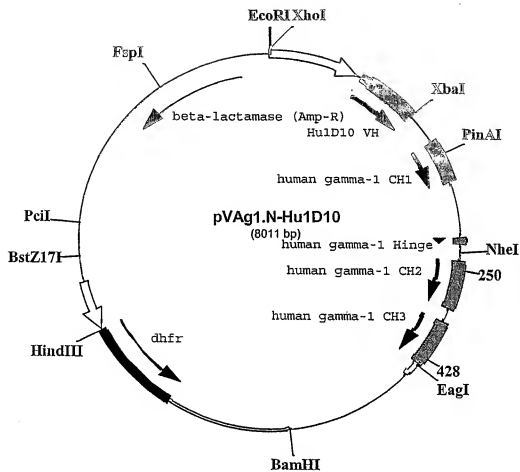 EcoRI XhoI
FspI
XbaI
beta-lactamase (Amp-R)
Hu1D10 VH
PinAI
human gamma-1 CH1
PciI
pVAg1.N-Hu1D10
(8011 bp)
human gamma-1 Hinge
NheI
BstZ17I
human gamma-1 CH2
250
human gamma-1 CH3
dhfr
HindIII
428
EagI
BamHI